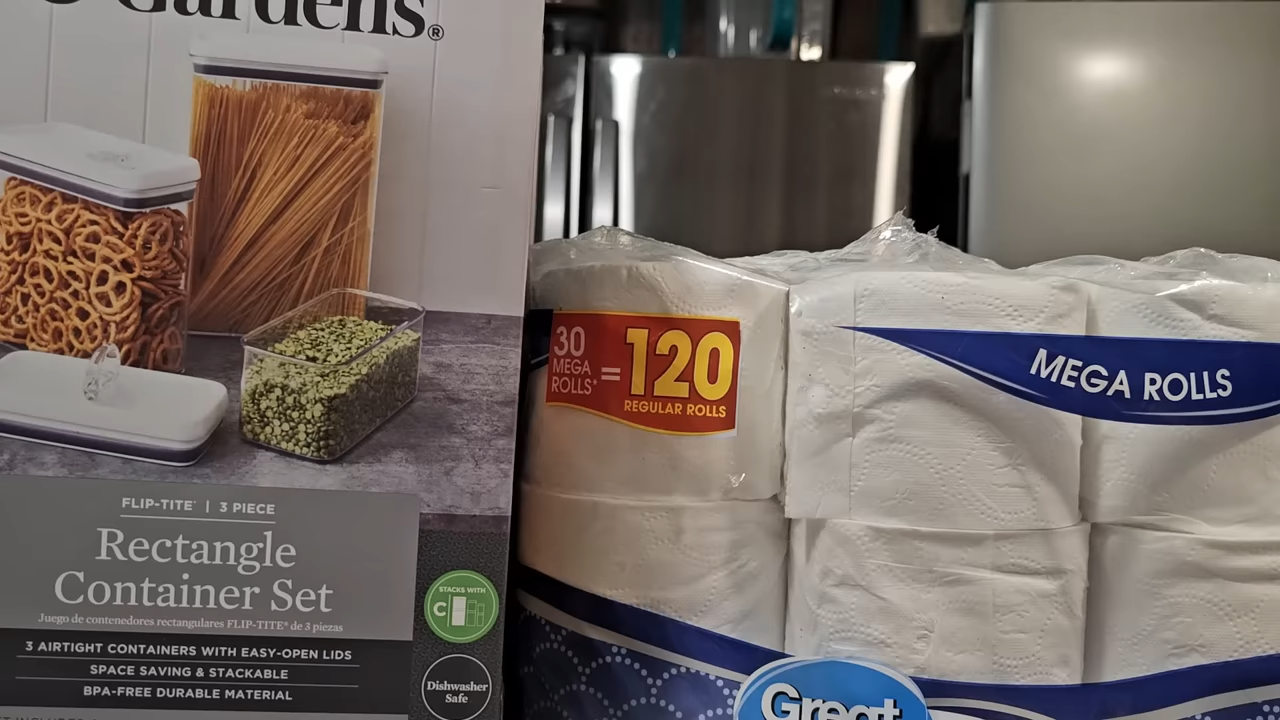 Gardens®
FLIP-TITE® | 3 PIECE
Rectangle
Container Set
Juego de contenedores rectangulares FLIP-TITE® de 3 piezas
3 AIRTIGHT CONTAINERS WITH EASY-OPEN LIDS
SPACE SAVING & STACKABLE
BPA-FREE DURABLE MATERIAL
STACKS WITH
C
Dishwasher
Safe
30
MEGA
ROLLS*
=
120
REGULAR ROLLS
MEGA ROLLS
Great